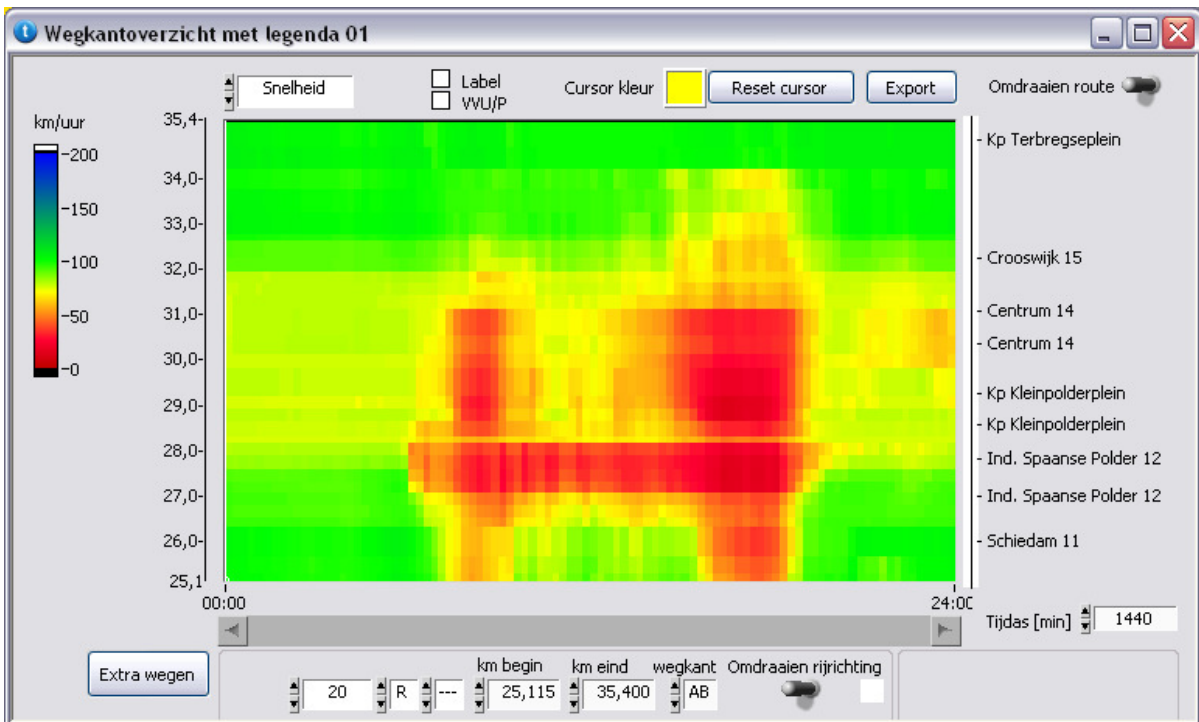 Wegkantoverzicht met legenda 01
Snelheid
Label
VVU/P
Cursor kleur
Reset cursor
Export
Omdraaien route
km/uur
200
150
100
50
0
35,4
34,0
33,0
32,0
31,0
30,0
29,0
28,0
27,0
26,0
25,1
Kp Terbregseplein
Crooswijk 15
Centrum 14
Centrum 14
Kp Kleinpolderplein
Kp Kleinpolderplein
Ind. Spaanse Polder 12
Ind. Spaanse Polder 12
Schiedam 11
00:00
24:00
Tijdas [min]
1440
Extra wegen
km begin
km eind
wegkant
Omdraaien rijrichting
20
R
---
25,115
35,400
AB